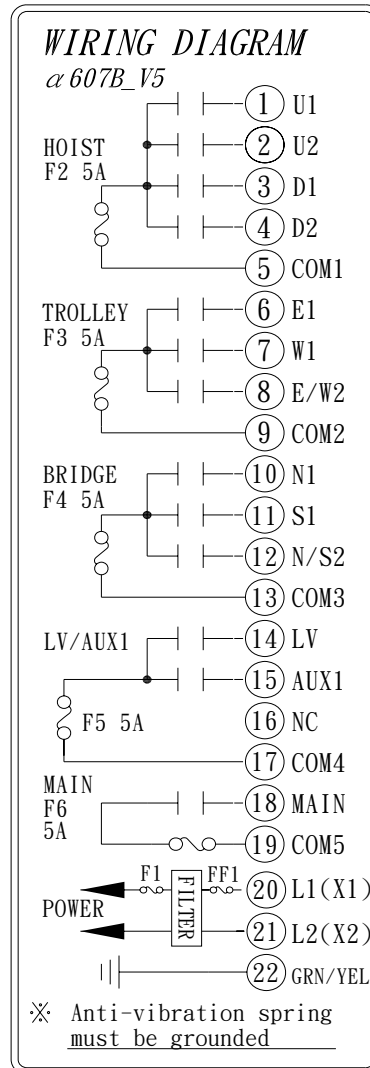 WIRING DIAGRAM
α607B_V5
1 U1
HOIST 2 U2
F2 5A 3 D1
4 D2
5 COM1
TROLLEY 6 E1
F3 5A 7 W1
8 E/W2
9 COM2
BRIDGE 10 N1
F4 5A 11 S1
12 N/S2
13 COM3
LV/AUX1 14 LV
15 AUX1
F5 5A 16 NC
17 COM4
MAIN 18 MAIN
F6
5A 19 COM5
F1 FILTER FF1 20 L1(X1)
POWER 21 L2(X2)
22 GRN/YEL
※ Anti-vibration spring
must be grounded